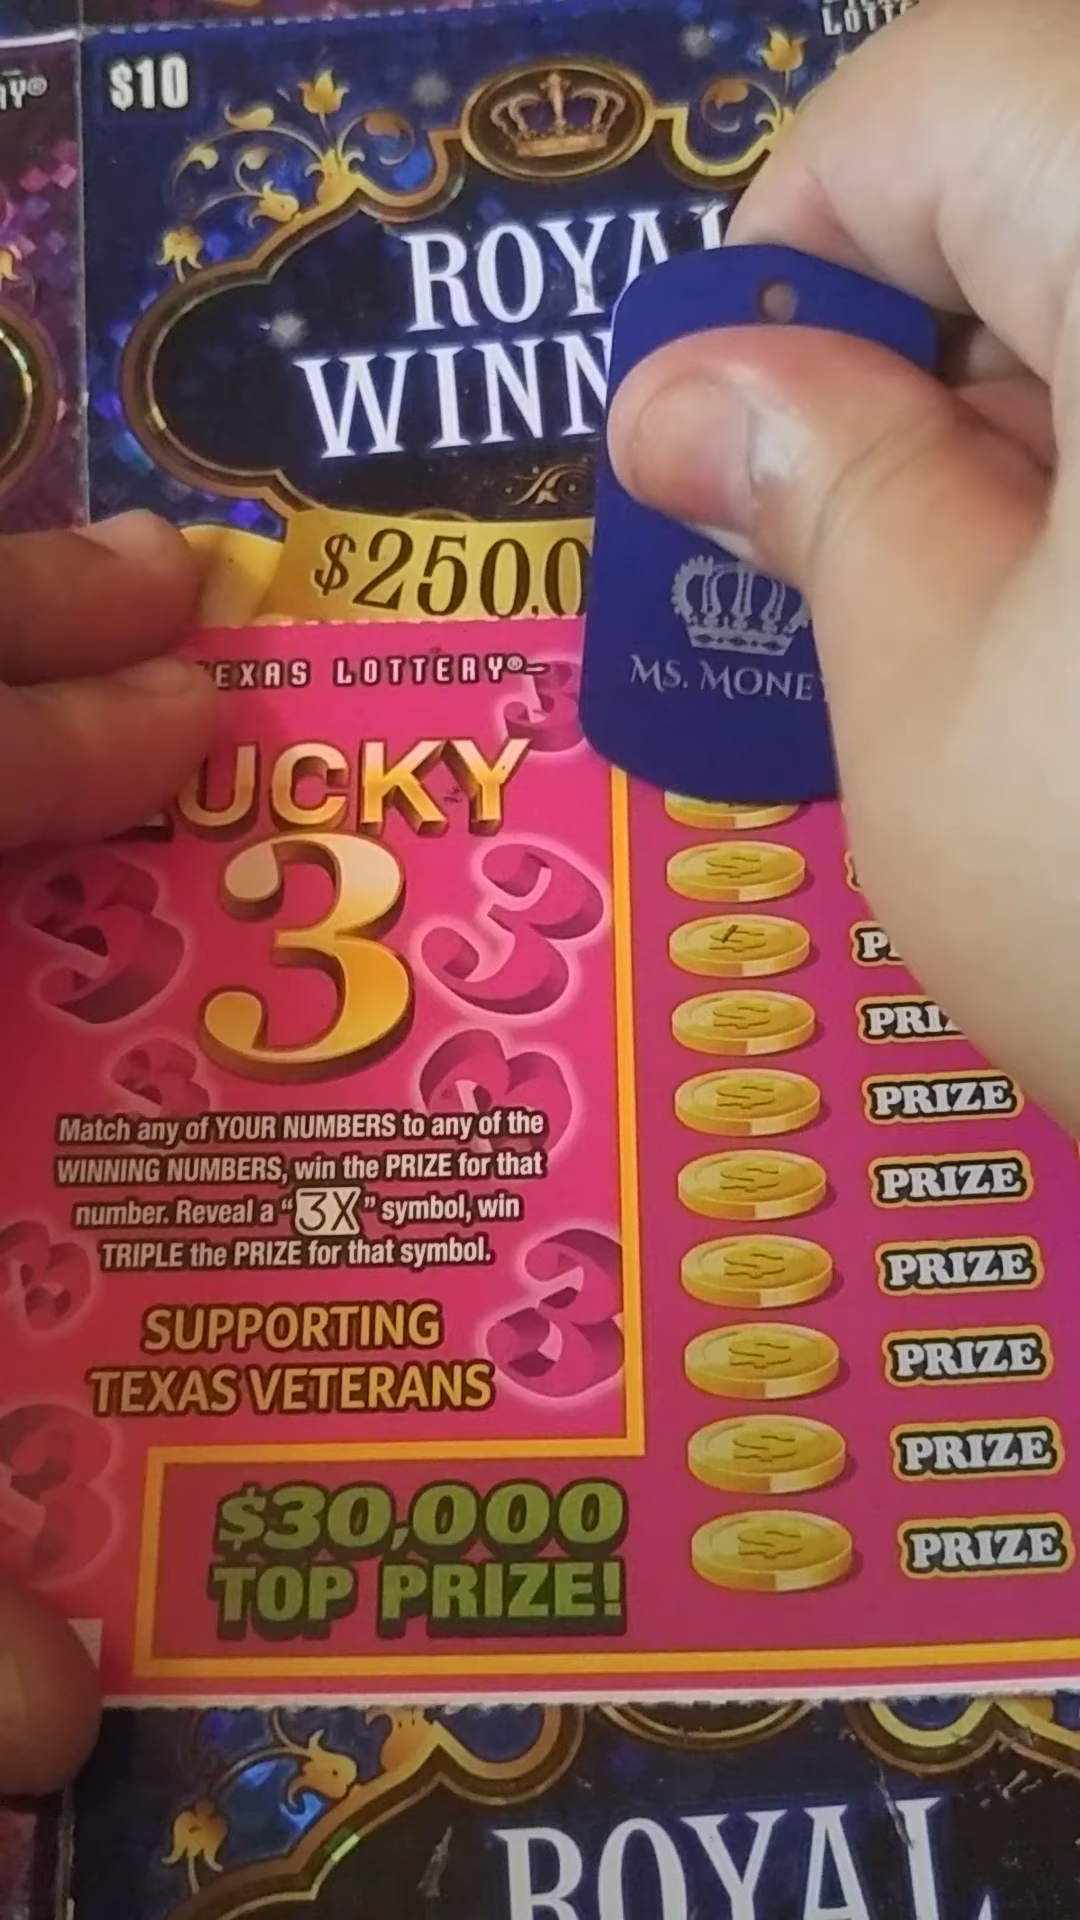 $10
ROYAL
WINN
$250,0
TEXAS LOTTERY®
MS. MONEY
LUCKY
3
PRIZE
PRIZE
PRIZE
PRIZE
PRIZE
PRIZE
Match any of YOUR NUMBERS to any of the
WINNING NUMBERS, win the PRIZE for that
number. Reveal a "3X" symbol, win
TRIPLE the PRIZE for that symbol.
SUPPORTING
TEXAS VETERANS
$30,000
TOP PRIZE!
ROYAL